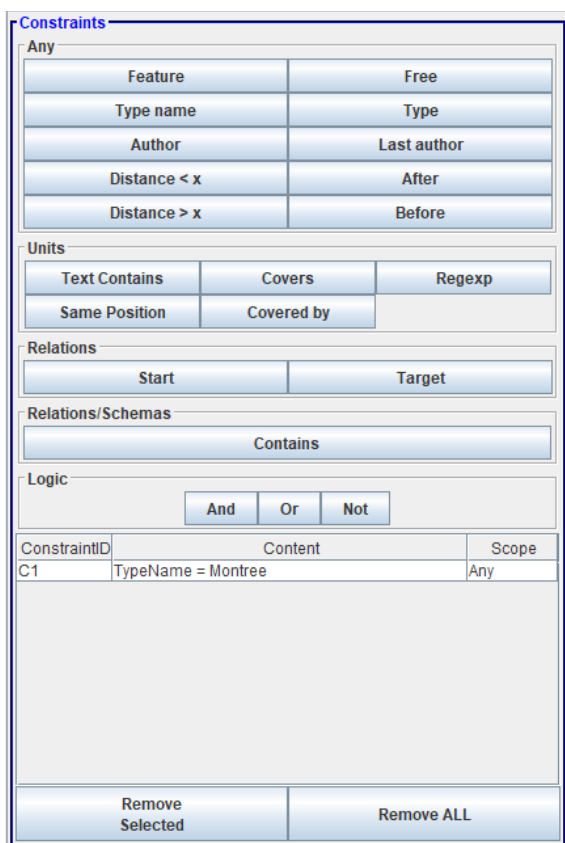 Constraints
Any
Feature Free
Type name Type
Author Last author
Distance < x After
Distance > x Before
Units
Text Contains Covers Regexp
Same Position Covered by
Relations
Start Target
Relations/Schemas
Contains
Logic
And Or Not
ConstraintID Content Scope
C1 TypeName = Montree Any
Remove
Selected
Remove ALL